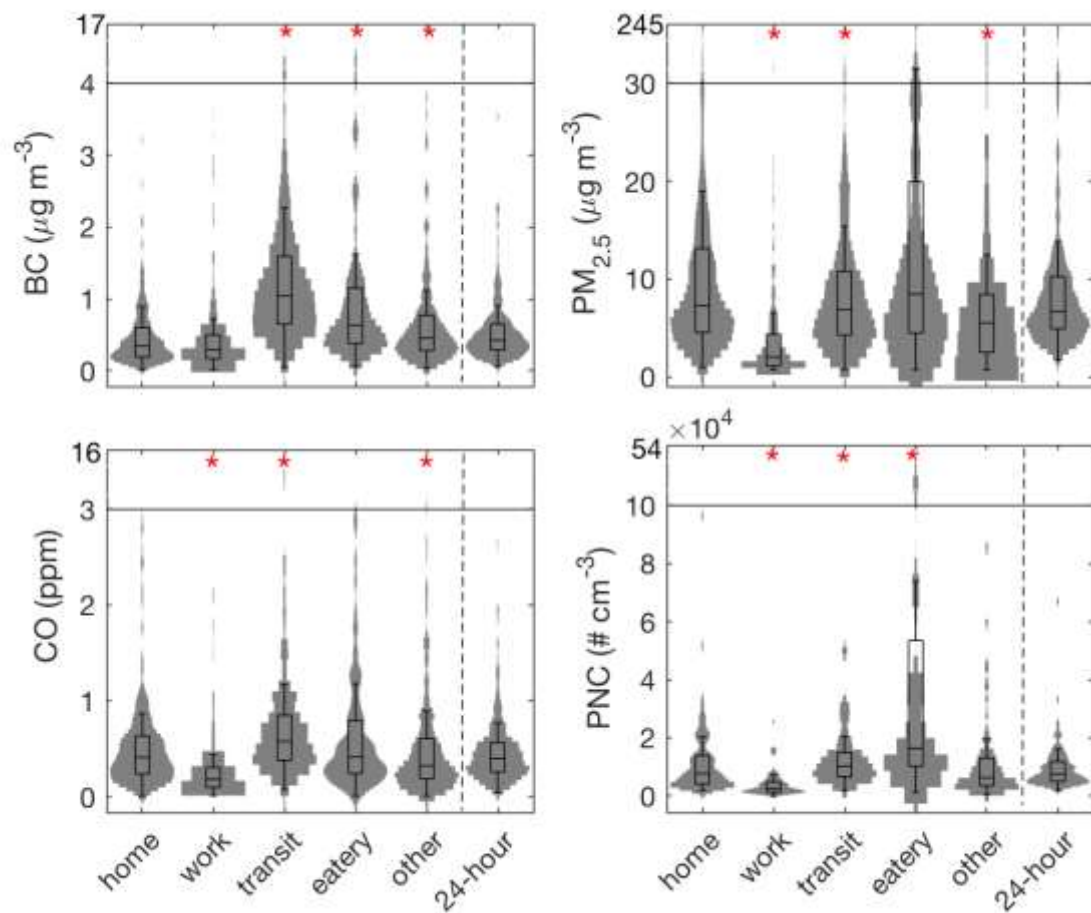 17
4
3
2
1
0
BC (μg m⁻³)
* * *
245
30
20
10
0
PM₂.₅ (μg m⁻³)
* * *
16
3
2
1
0
CO (ppm)
* * *
home
work
transit
eatery
other
24-hour
×10⁴
54
10
8
6
4
2
0
PNC (# cm⁻³)
* * *
home
work
transit
eatery
other
24-hour